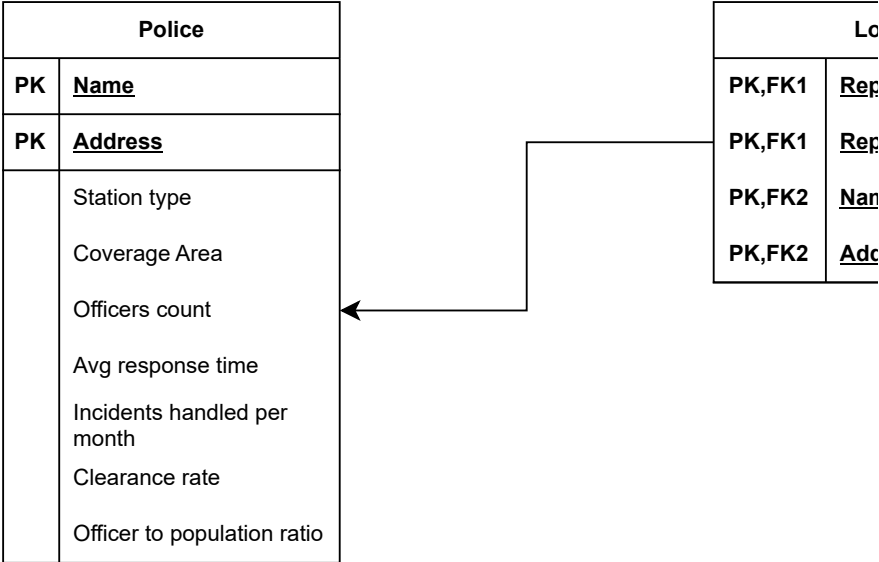 Police
PK Name
PK Address
Station type
Coverage Area
Officers count
Avg response time
Incidents handled per
month
Clearance rate
Officer to population ratio
PK,FK1
PK,FK1
PK,FK2
PK,FK2